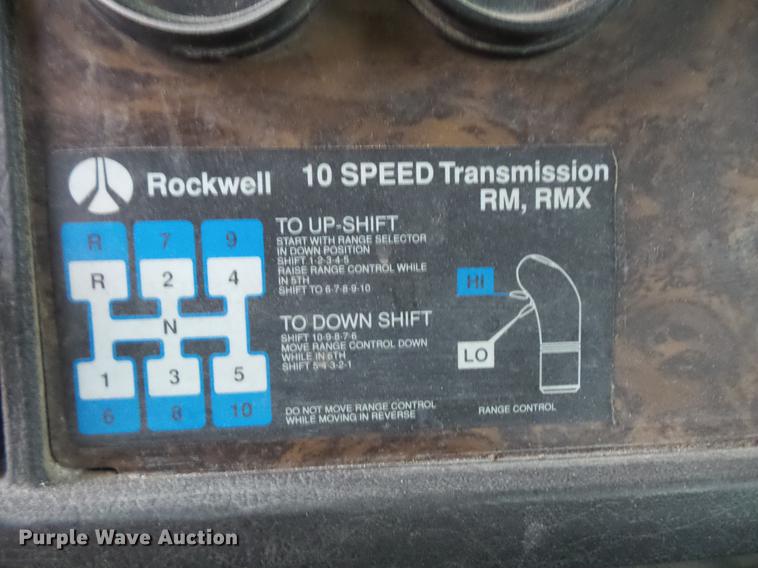 Rockwell
10 SPEED Transmission
RM, RMX
R 7 9
R 2 4
N
1 3 5
6 8 10
TO UP-SHIFT
START WITH RANGE SELECTOR
IN DOWN POSITION
SHIFT 1-2-3-4-5
RAISE RANGE CONTROL WHILE
IN 5TH
SHIFT TO 6-7-8-9-10
TO DOWN SHIFT
SHIFT 10-9-8-7-6
MOVE RANGE CONTROL DOWN
WHILE IN 6TH
SHIFT 5-4-3-2-1
DO NOT MOVE RANGE CONTROL
WHILE MOVING IN REVERSE
HI
LO
RANGE CONTROL
Purple Wave Auction